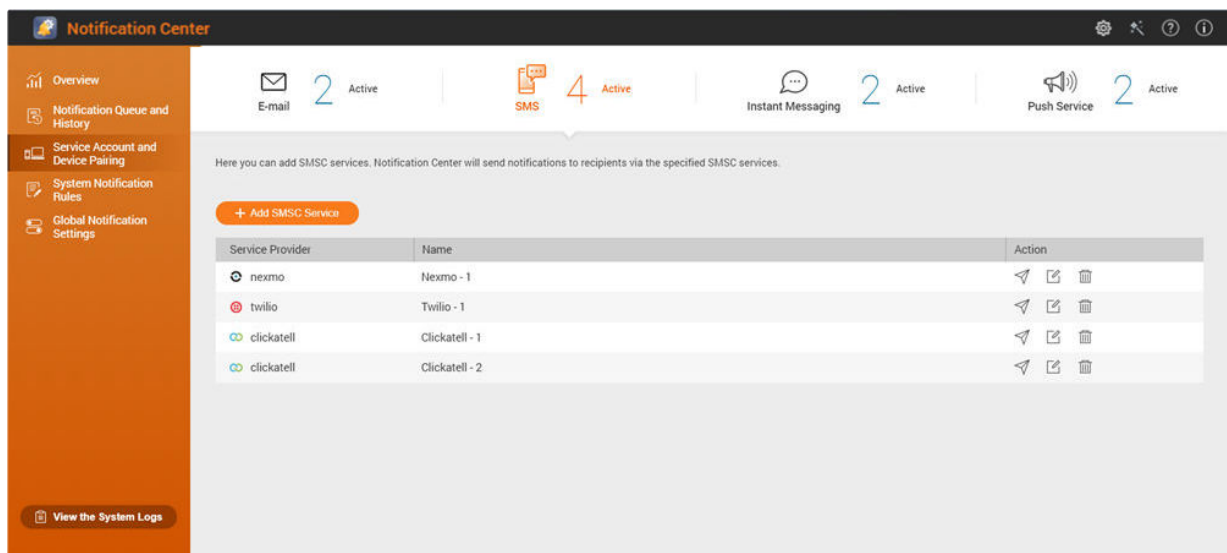 Notification Center
Overview
Notification Queue and
History
Service Account and
Device Pairing
System Notification
Rules
Global Notification
Settings
View the System Logs
E-mail
2
Active
SMS
4
Active
Instant Messaging
2
Active
Push Service
2
Active
Here you can add SMSC services. Notification Center will send notifications to recipients via the specified SMSC services.
+ Add SMSC Service
Service Provider Name Action
nexmo Nexmo - 1
twilio Twilio - 1
clickatell Clickatell - 1
clickatell Clickatell - 2